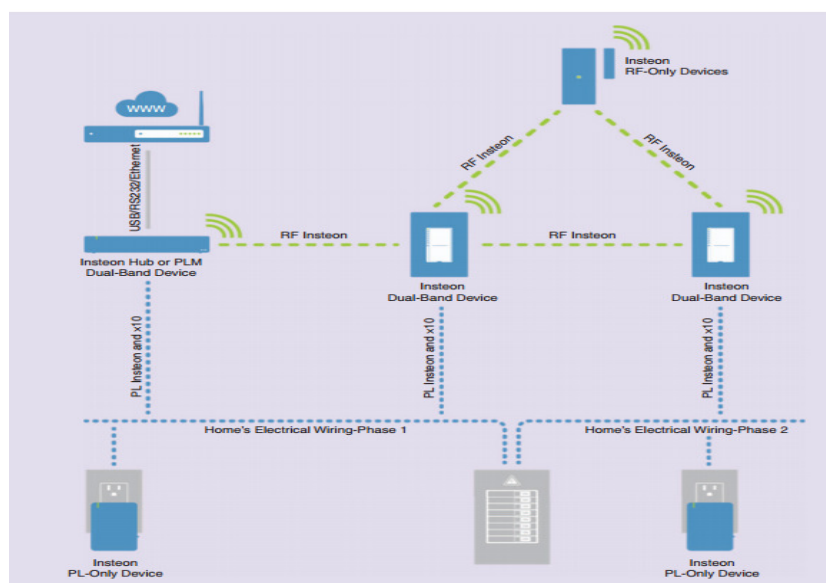 Insteon
RF-Only Devices
WWW
USB/RS232/Ethernet
RF Insteon
RF Insteon
RF Insteon
RF Insteon
Insteon Hub or PLM
Dual-Band Device
Insteon
Dual-Band Device
Insteon
Dual-Band Device
PL Insteon and x10
PL Insteon and x10
PL Insteon and x10
Home's Electrical Wiring-Phase 1
Home's Electrical Wiring-Phase 2
Insteon
PL-Only Device
Insteon
PL-Only Device